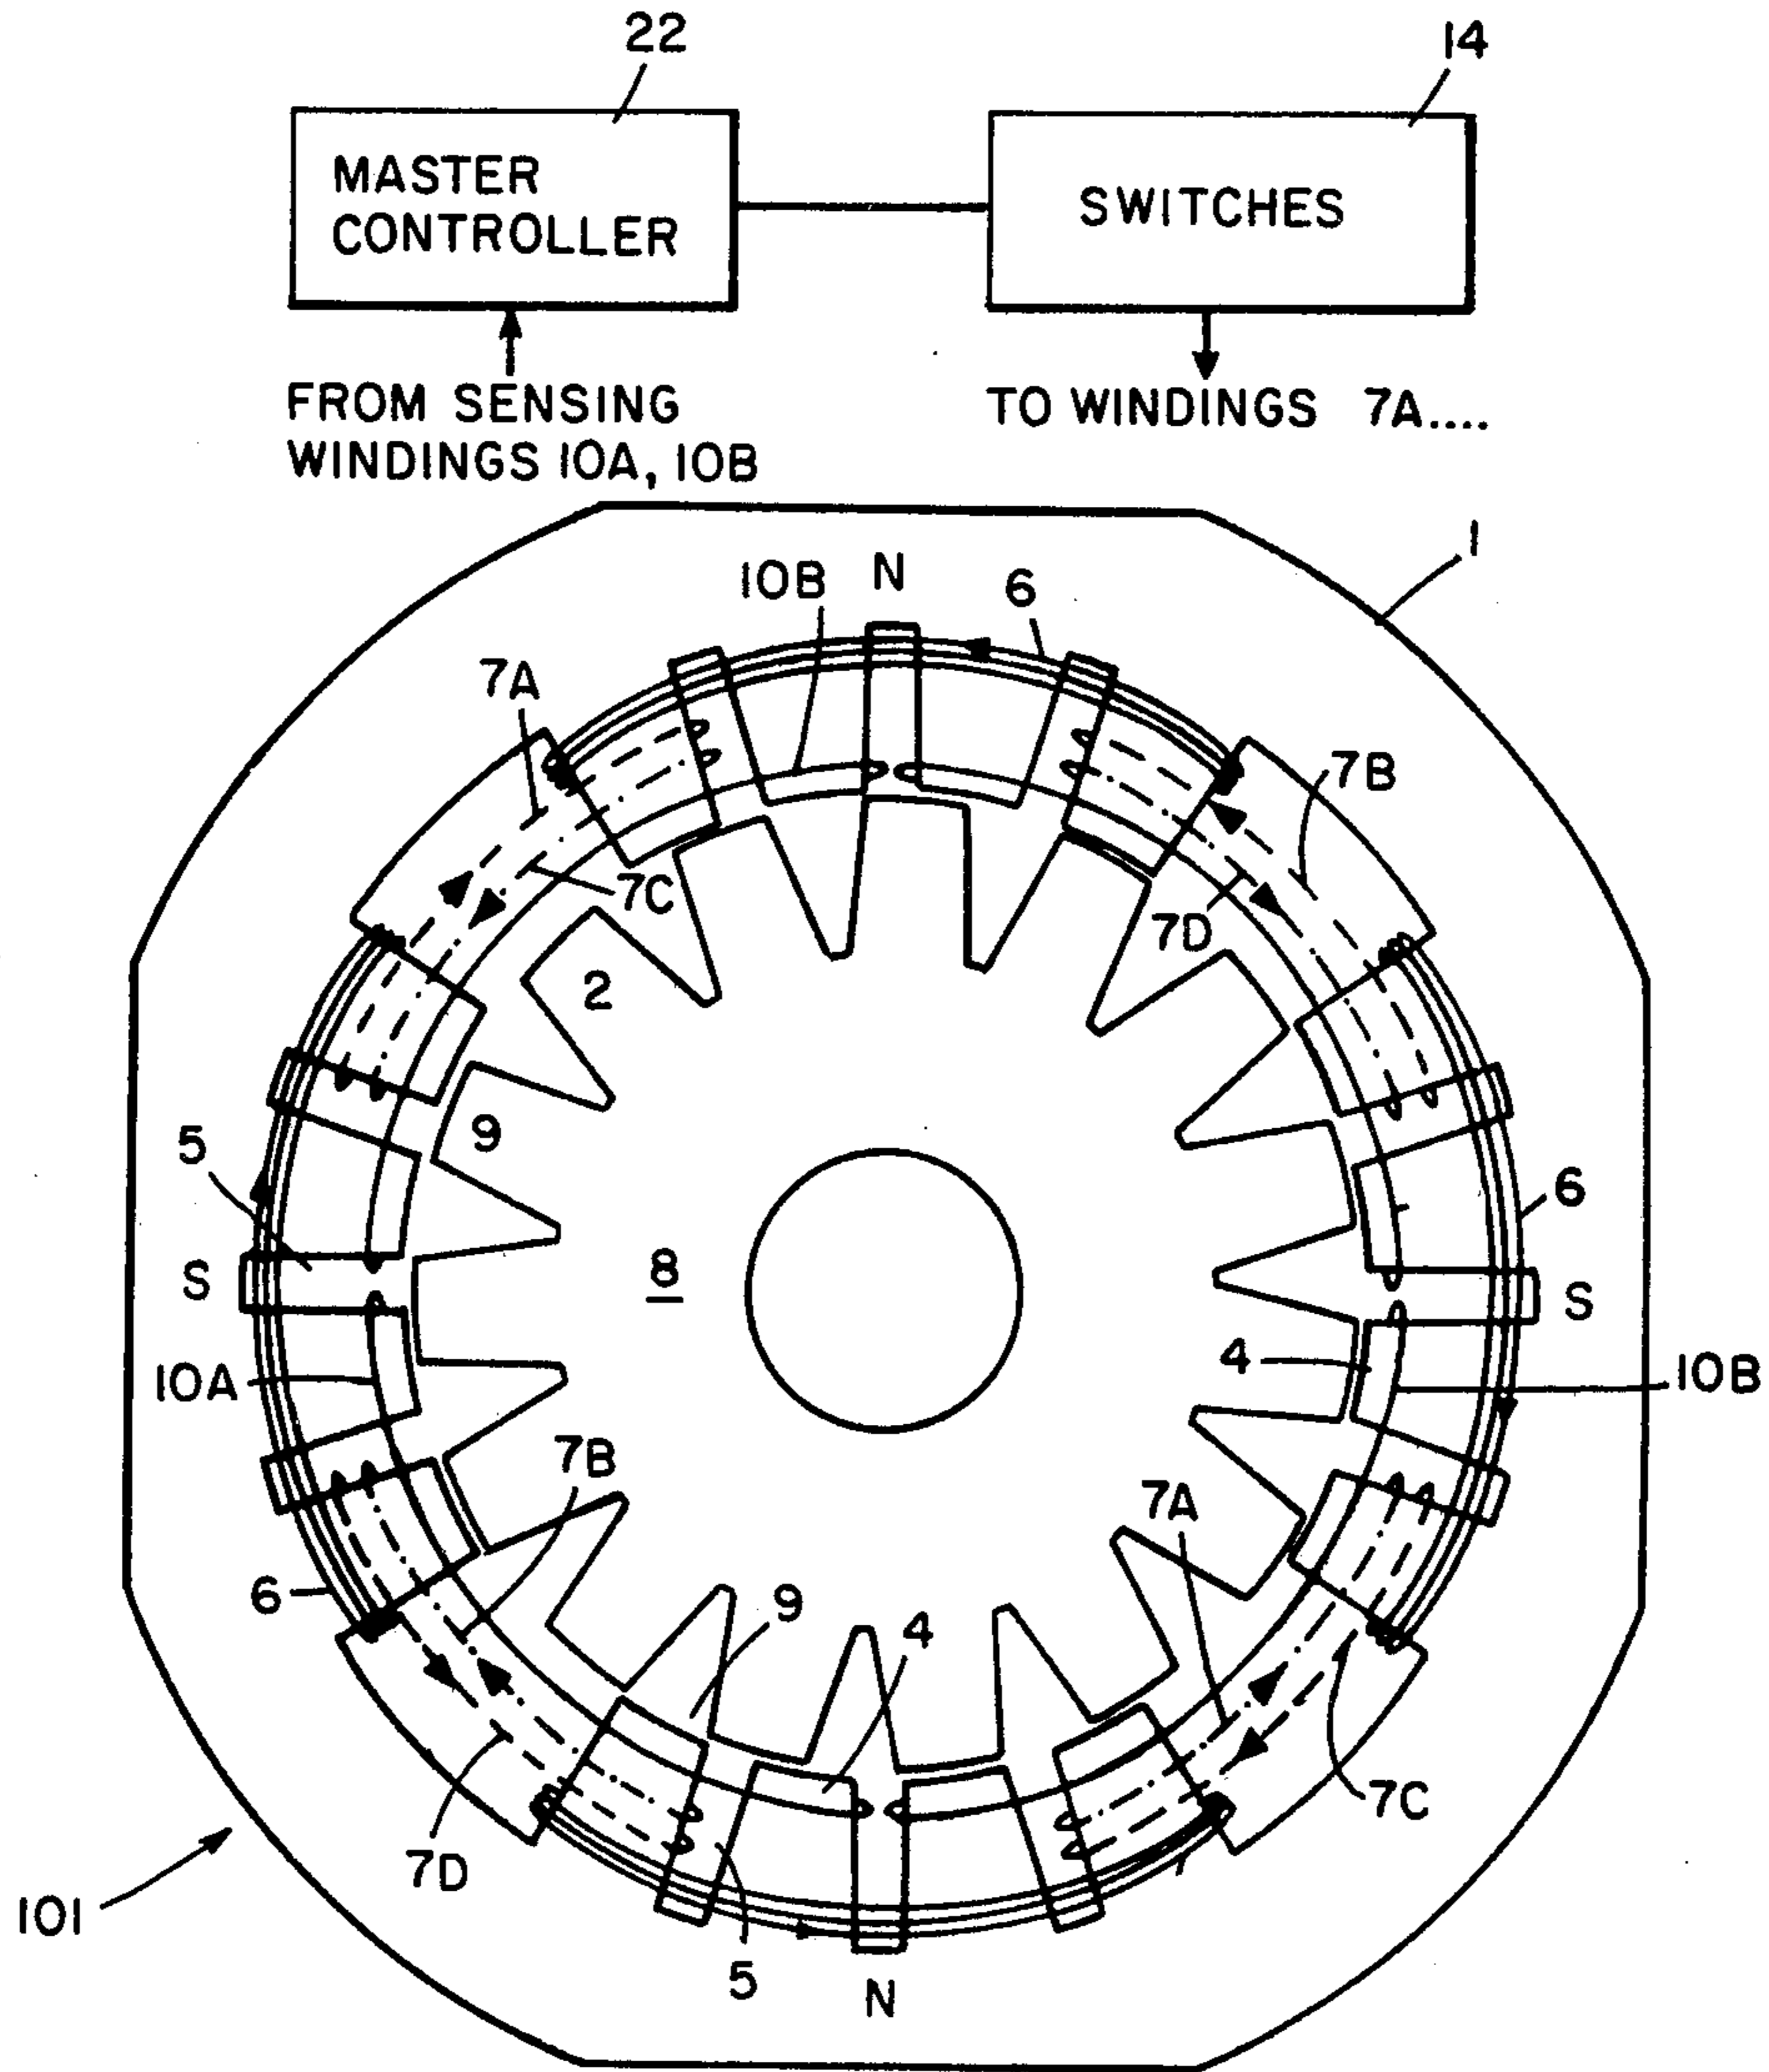 22
14
MASTER
CONTROLLER
SWITCHES
FROM SENSING
WINDINGS 10A, 10B
TO WINDINGS 7A....
1
10B
N
6
7A
7B
7C
7D
2
9
5
6
S
8
S
4
10A
10B
7B
7A
6
9
4
7C
7D
101
5
N